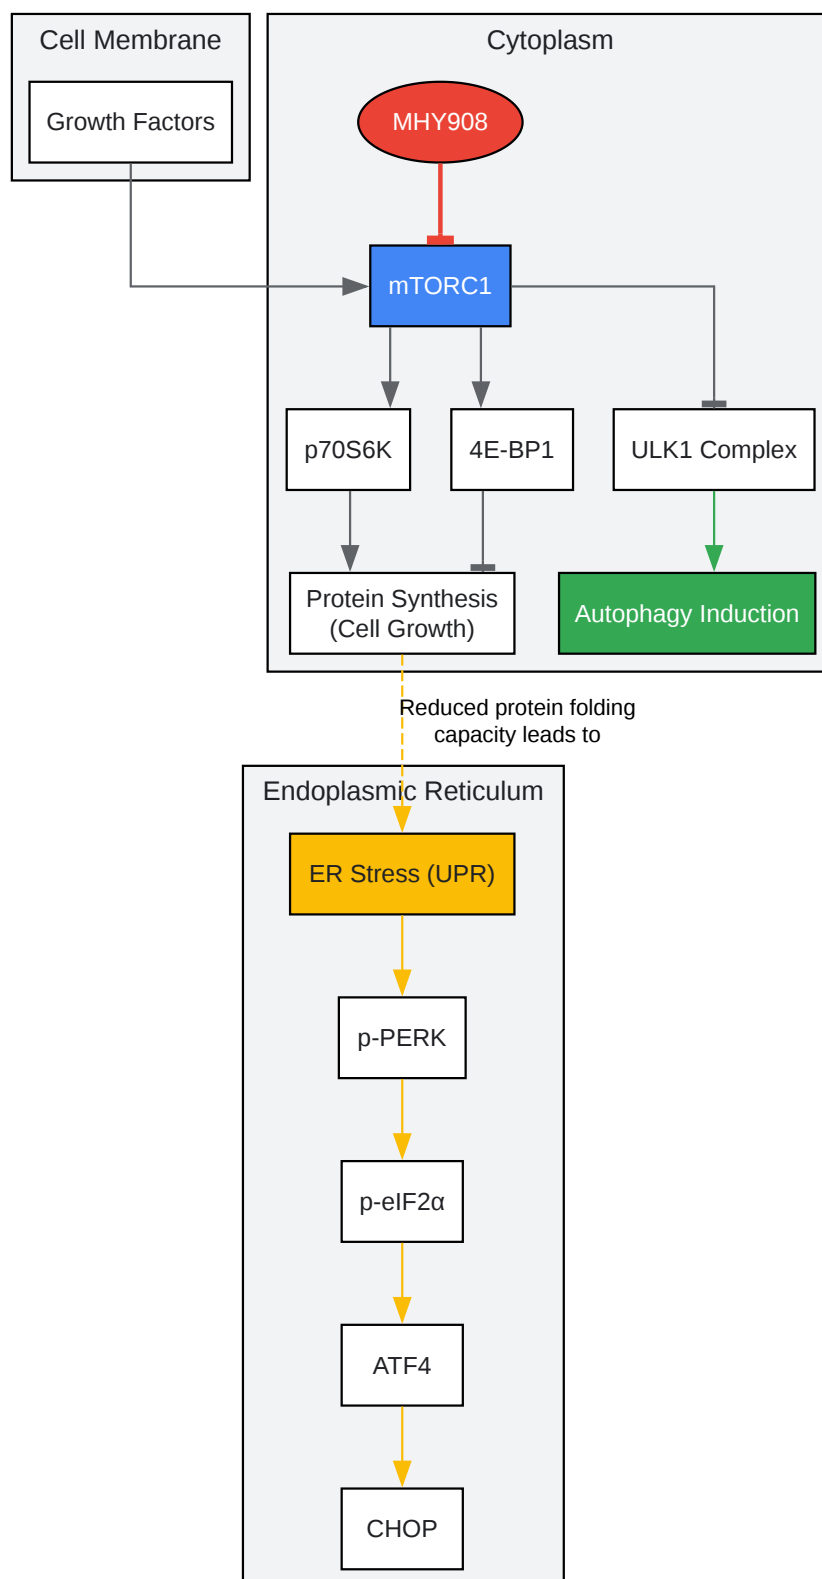 Cell Membrane
Cytoplasm
Growth Factors
MHY908
mTORC1
p70S6K
4E-BP1
ULK1 Complex
Protein Synthesis
(Cell Growth)
Autophagy Induction
Reduced protein folding
capacity leads to
Endoplasmic Reticulum
ER Stress (UPR)
p-PERK
p-eIF2α
ATF4
CHOP